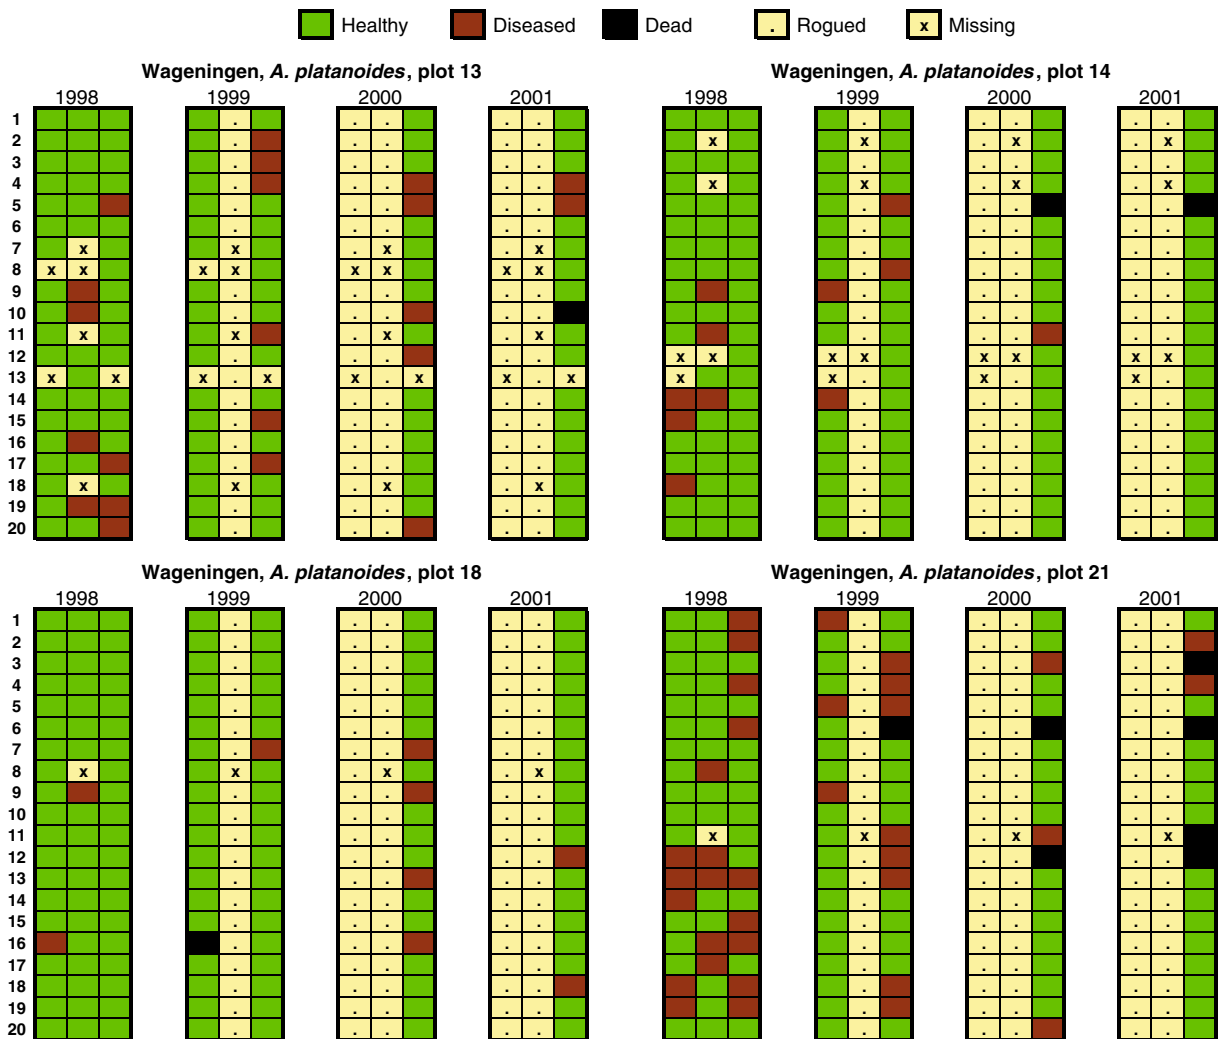 Healthy Diseased Dead . Rogued x Missing
Wageningen, A. platanoides, plot 13 Wageningen, A. platanoides, plot 14
1998 1999 2000 2001 1998 1999 2000 2001
1 . . . . . . . . . .
2 . . . . . x x . x . x
3 . . . . . . . . . .
4 . . . . . x x . x . x
5 . . . . . . . . . .
6 . . . . . . . . . .
7 x x . x . x . . . . .
8 x x x x x x x x . . . . .
9 . . . . . . . . . .
10 . . . . . . . . . .
11 x x . x . x . . . . .
12 . . . . . x x x x x x x x
13 x x x . x x . x x . x x x . x . x .
14 . . . . . . . . . .
15 . . . . . . . . . .
16 . . . . . . . . . .
17 . . . . . . . . . .
18 x x . x . x . . . . .
19 . . . . . . . . . .
20 . . . . . . . . . .
Wageningen, A. platanoides, plot 18 Wageningen, A. platanoides, plot 21
1998 1999 2000 2001 1998 1999 2000 2001
1 . . . . . . . . . .
2 . . . . . . . . . .
3 . . . . . . . . . .
4 . . . . . . . . . .
5 . . . . . . . . . .
6 . . . . . . . . . .
7 . . . . . . . . . .
8 x x . x . x . . . . .
9 . . . . . . . . . .
10 . . . . . . . . . .
11 . . . . . x x . x . x
12 . . . . . . . . . .
13 . . . . . . . . . .
14 . . . . . . . . . .
15 . . . . . . . . . .
16 . . . . . . . . . .
17 . . . . . . . . . .
18 . . . . . . . . . .
19 . . . . . . . . . .
20 . . . . . . . . . .